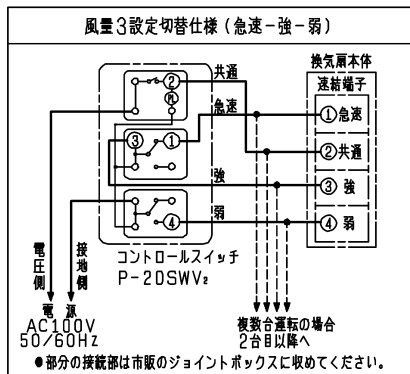 風量3設定切替仕様(急速-強-弱)
換気扇本体
速結端子
共通
急速
強
弱
②
PL
③
①
④
①急速
②共通
③ 強
④ 弱
コントロールスイッチ
P-20SWV₂
電圧側
接地側
電 源
AC100V
50/60Hz
複数台運転の場合
2台目以降へ
●部分の接続部は市販のジョイントボックスに収めてください。